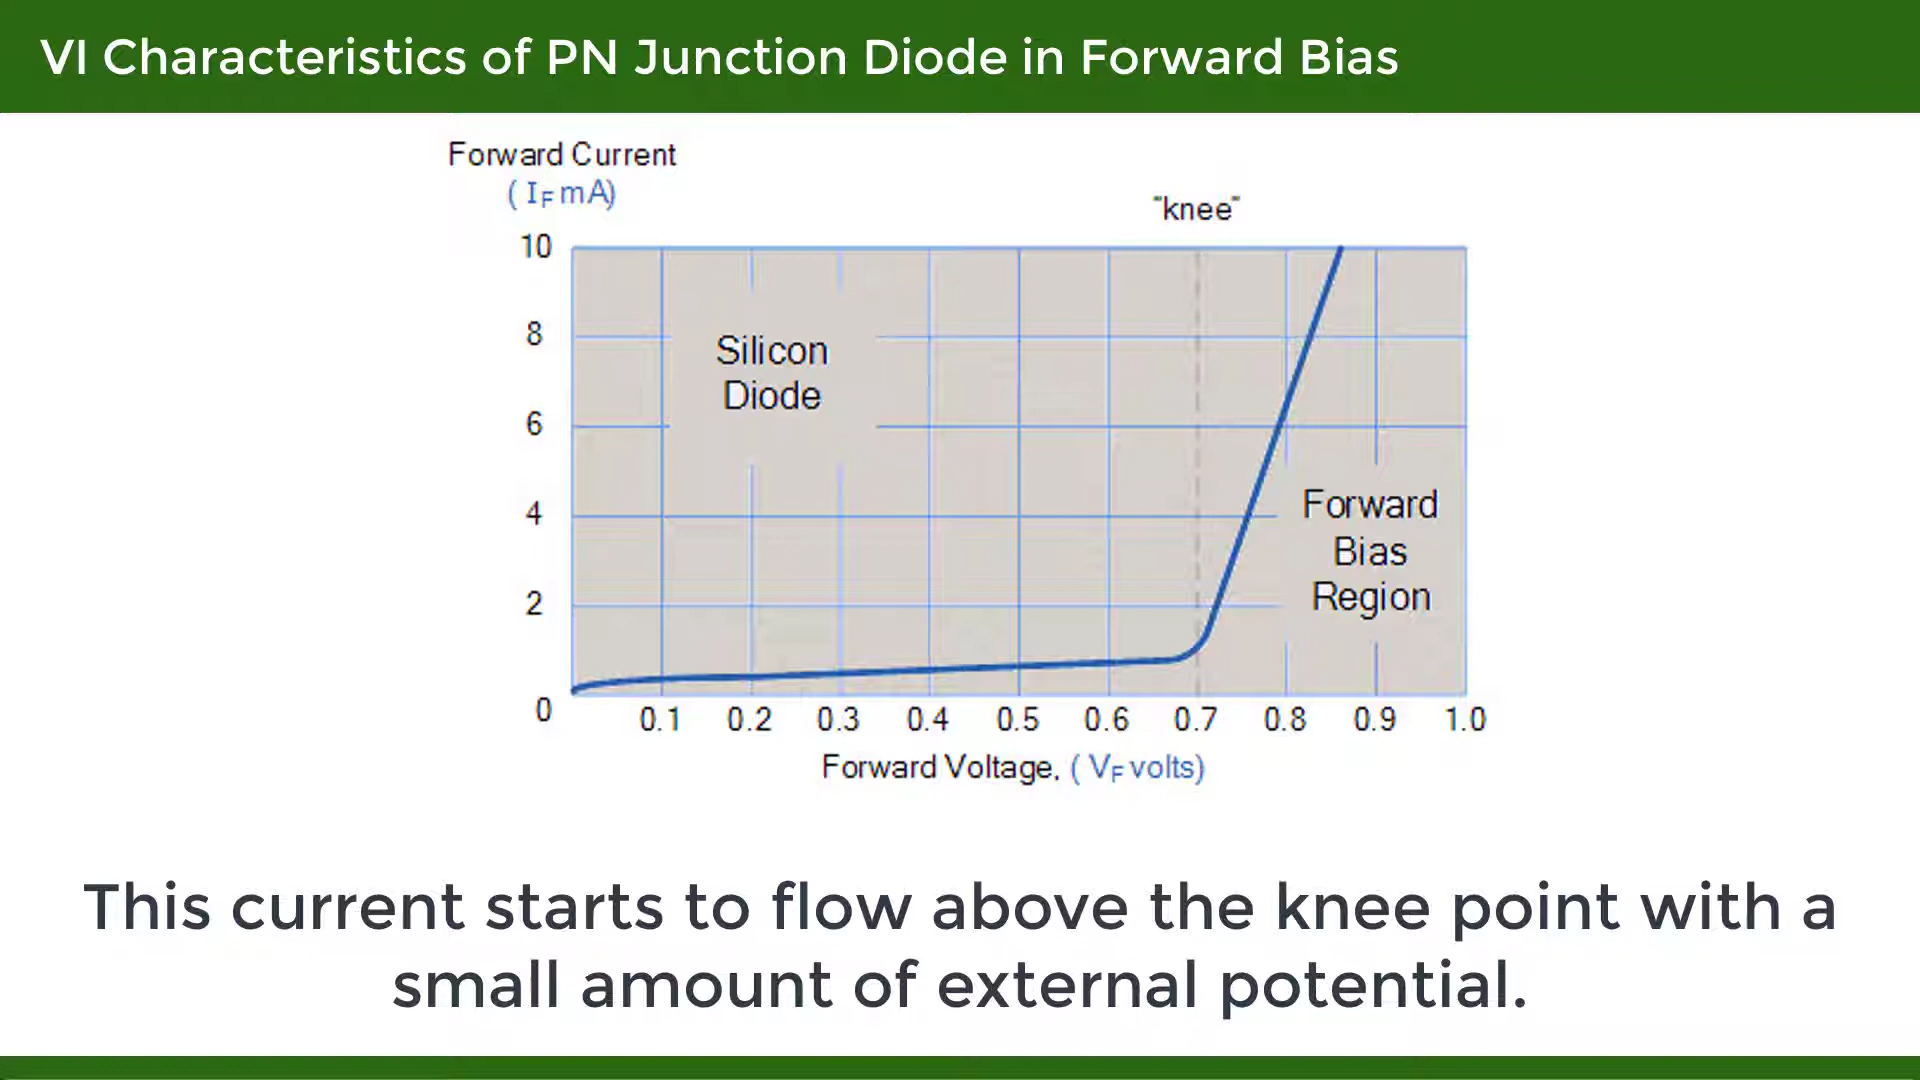 VI Characteristics of PN Junction Diode in Forward Bias
Forward Current
( IF mA)
"knee"
10
8
6
4
2
0
Silicon
Diode
Forward
Bias
Region
0.1 0.2 0.3 0.4 0.5 0.6 0.7 0.8 0.9 1.0
Forward Voltage, ( VF volts)
This current starts to flow above the knee point with a
small amount of external potential.